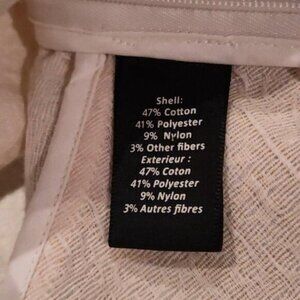 Shell:
47% Cotton
41% Polyester
9% Nylon
3% Other fibers
Exterieur :
47% Coton
41% Polyester
9% Nylon
3% Autres fibres